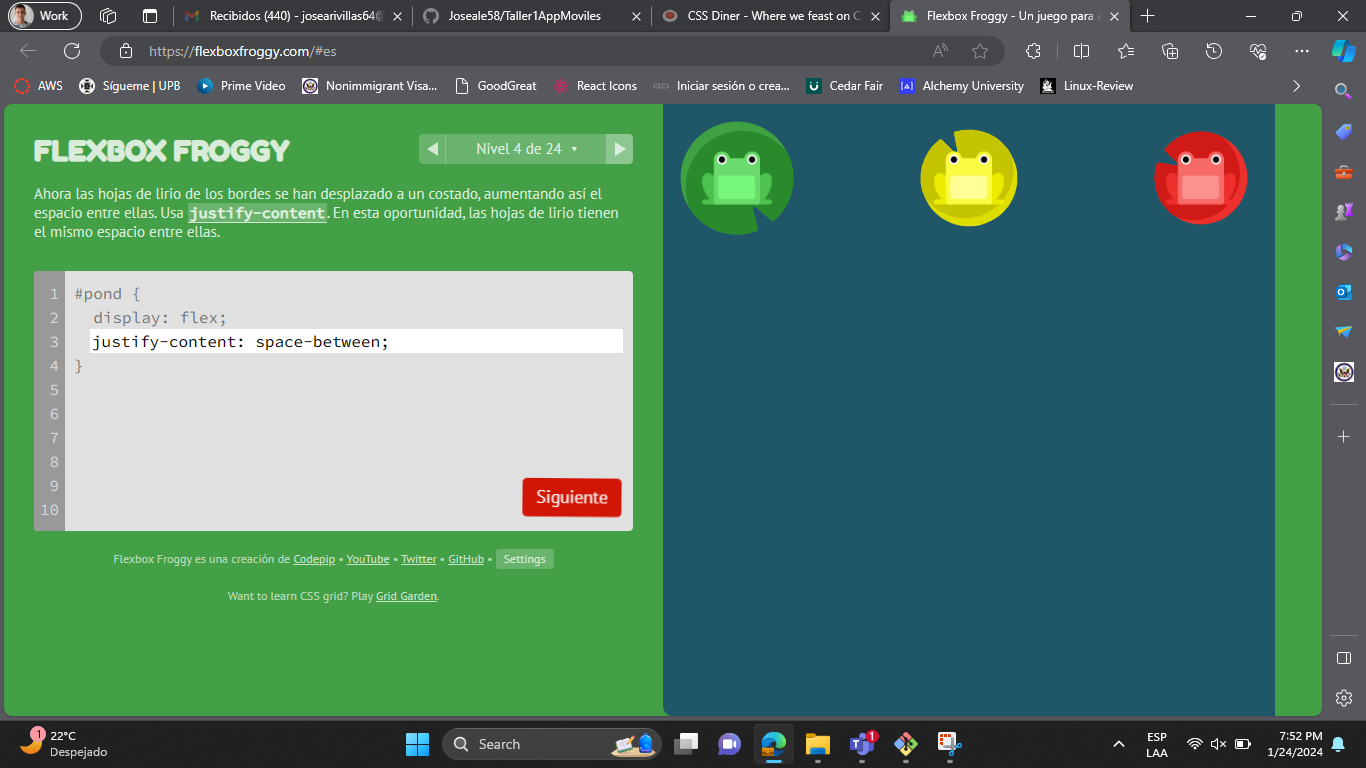 Work
Recibidos (440) - josearivillas64@
Joseale58/Taller1AppMoviles
CSS Diner - Where we feast on C
Flexbox Froggy - Un juego para a
https://flexboxfroggy.com/#es
AWS
Sígueme | UPB
Prime Video
Nonimmigrant Visa...
GoodGreat
React Icons
Iniciar sesión o crea...
Cedar Fair
Alchemy University
Linux-Review
FLEXBOX FROGGY
Nivel 4 de 24
Ahora las hojas de lirio de los bordes se han desplazado a un costado, aumentando así el
espacio entre ellas. Usa justify-content. En esta oportunidad, las hojas de lirio tienen
el mismo espacio entre ellas.
1 #pond {
2 display: flex;
3 justify-content: space-between;
4 }
5
6
7
8
9
10
Siguiente
Flexbox Froggy es una creación de Codepip • YouTube • Twitter • GitHub • Settings
Want to learn CSS grid? Play Grid Garden.
1
22°C
Despejado
Search
1
ESP
LAA
7:52 PM
1/24/2024